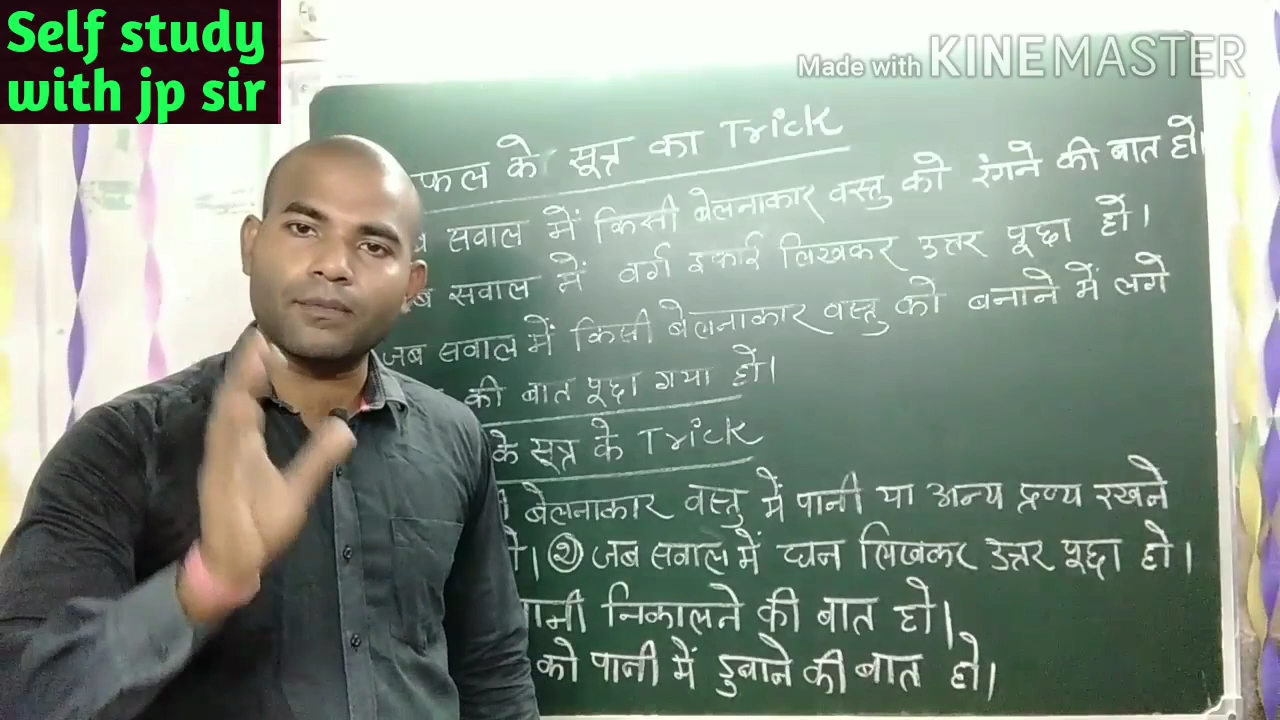 Self study
with jp sir
Made with KINEMASTER
फल के सूत्र का Trick
सवाल में किसी बेलनाकार वस्तु को रंगने की बात हो।
सवाल में वर्ग इकाई लिखकर उत्तर पूछा हो।
जब सवाल में किसी बेलनाकार वस्तु को बनाने में लगे
की बात पूछा गया हो।
के सूत्र के Trick
बेलनाकार वस्तु में पानी या अन्य द्रव्य रखने
② जब सवाल में घन लिखकर उत्तर पूछा हो।
निकालने की बात हो।
को पानी में डुबाने की बात हो।